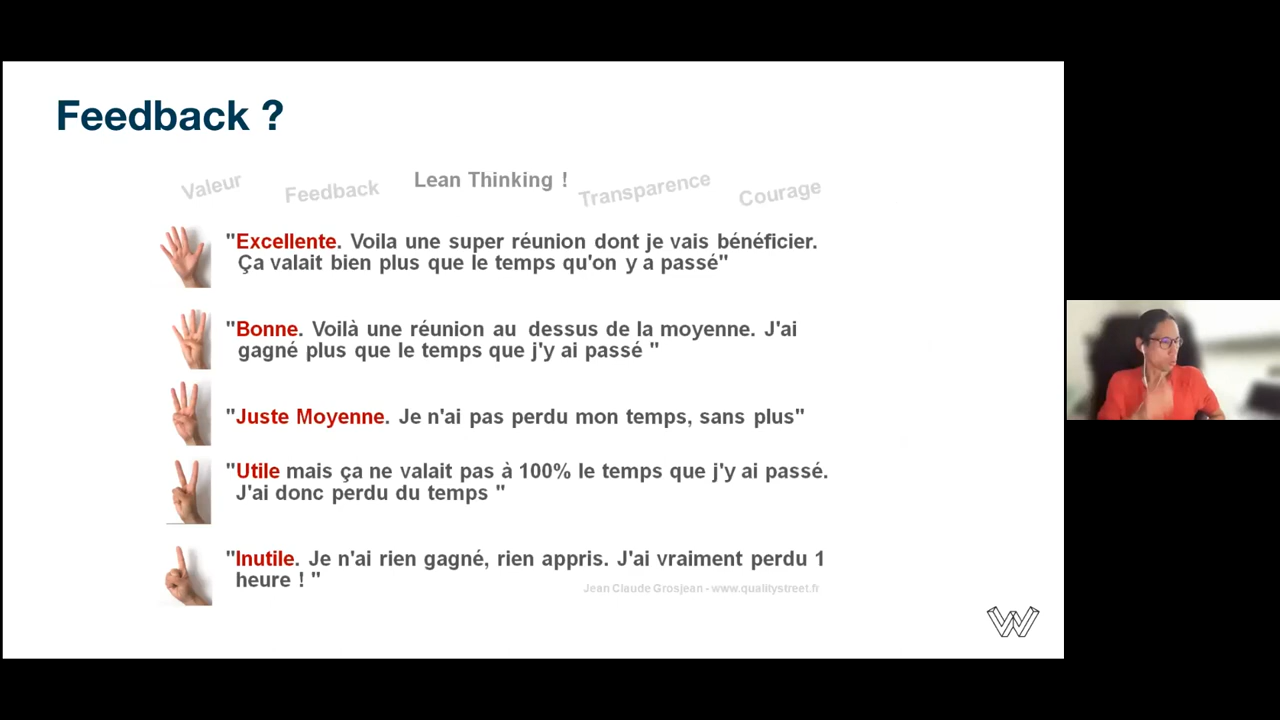 Feedback ?
Valeur
Feedback
Lean Thinking !
Transparence
Courage
"Excellente. Voila une super réunion dont je vais bénéficier.
Ça valait bien plus que le temps qu'on y a passé"
"Bonne. Voilà une réunion au dessus de la moyenne. J'ai
gagné plus que le temps que j'y ai passé "
"Juste Moyenne. Je n'ai pas perdu mon temps, sans plus"
"Utile mais ça ne valait pas à 100% le temps que j'y ai passé.
J'ai donc perdu du temps "
"Inutile. Je n'ai rien gagné, rien appris. J'ai vraiment perdu 1
heure ! "
Jean Claude Grosjean - www.qualitystreet.fr
W